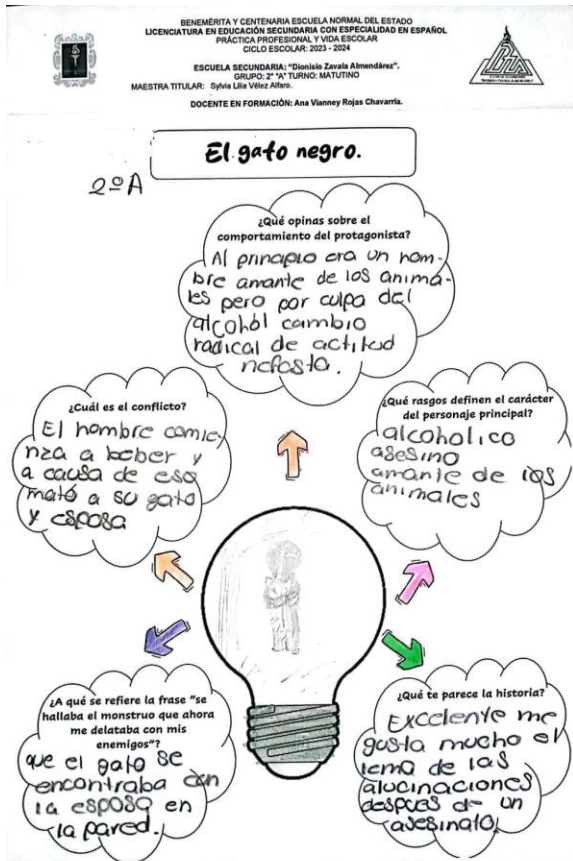 BENEMÉRITA Y CENTENARIA ESCUELA NORMAL DEL ESTADO
LICENCIATURA EN EDUCACIÓN SECUNDARIA CON ESPECIALIDAD EN ESPAÑOL
PRÁCTICA PROFESIONAL Y VIDA ESCOLAR
CICLO ESCOLAR: 2023 - 2024
ESCUELA SECUNDARIA: "Dionisio Zavala Almendárez".
GRUPO: 2° "A" TURNO: MATUTINO
MAESTRA TITULAR: Sylvia Lilia Vélez Alfaro.
DOCENTE EN FORMACIÓN: Ana Vianney Rojas Chavarría.
El gato negro.
2º A
¿Qué opinas sobre el
comportamiento del protagonista?
Al principio era un hom-
bre amante de los anima-
les pero por culpa del
alcohól cambio
radical de actitud
nefasta.
¿Cuál es el conflicto?
El hombre comie
nza a beber y
a causa de eso
mató a su gato
y esposa
¿Qué rasgos definen el carácter
del personaje principal?
alcoholico
asesino
amante de los
animales
¿A qué se refiere la frase "se
hallaba el monstruo que ahora
me delataba con mis
enemigos"?
que el gato se
encontraba con
la esposa en
la pared.
¿Qué te parece la historia?
Excelente me
gusta mucho el
tema de las
alucinaciones
despues de un
asesinato.